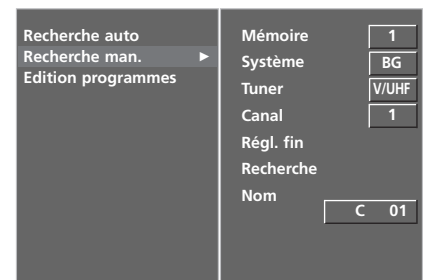 Recherche auto
Recherche man. ►
Edition programmes
Mémoire 1
Système BG
Tuner V/UHF
Canal 1
Régl. fin
Recherche
Nom
C 01